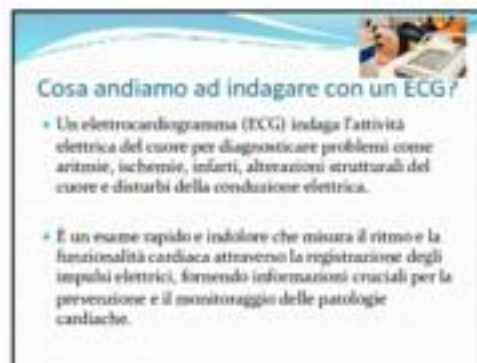 Cosa andiamo ad indagare con un ECG?
• Un elettrocardiogramma (ECG) indaga l'attività
elettrica del cuore per diagnosticare problemi come
aritmie, ischemie, infarti, alterazioni strutturali del
cuore e disturbi della conduzione elettrica.
• È un esame rapido e indolore che misura il ritmo e la
funzionalità cardiaca attraverso la registrazione degli
impulsi elettrici, fornendo informazioni cruciali per la
prevenzione e il monitoraggio delle patologie
cardiache.